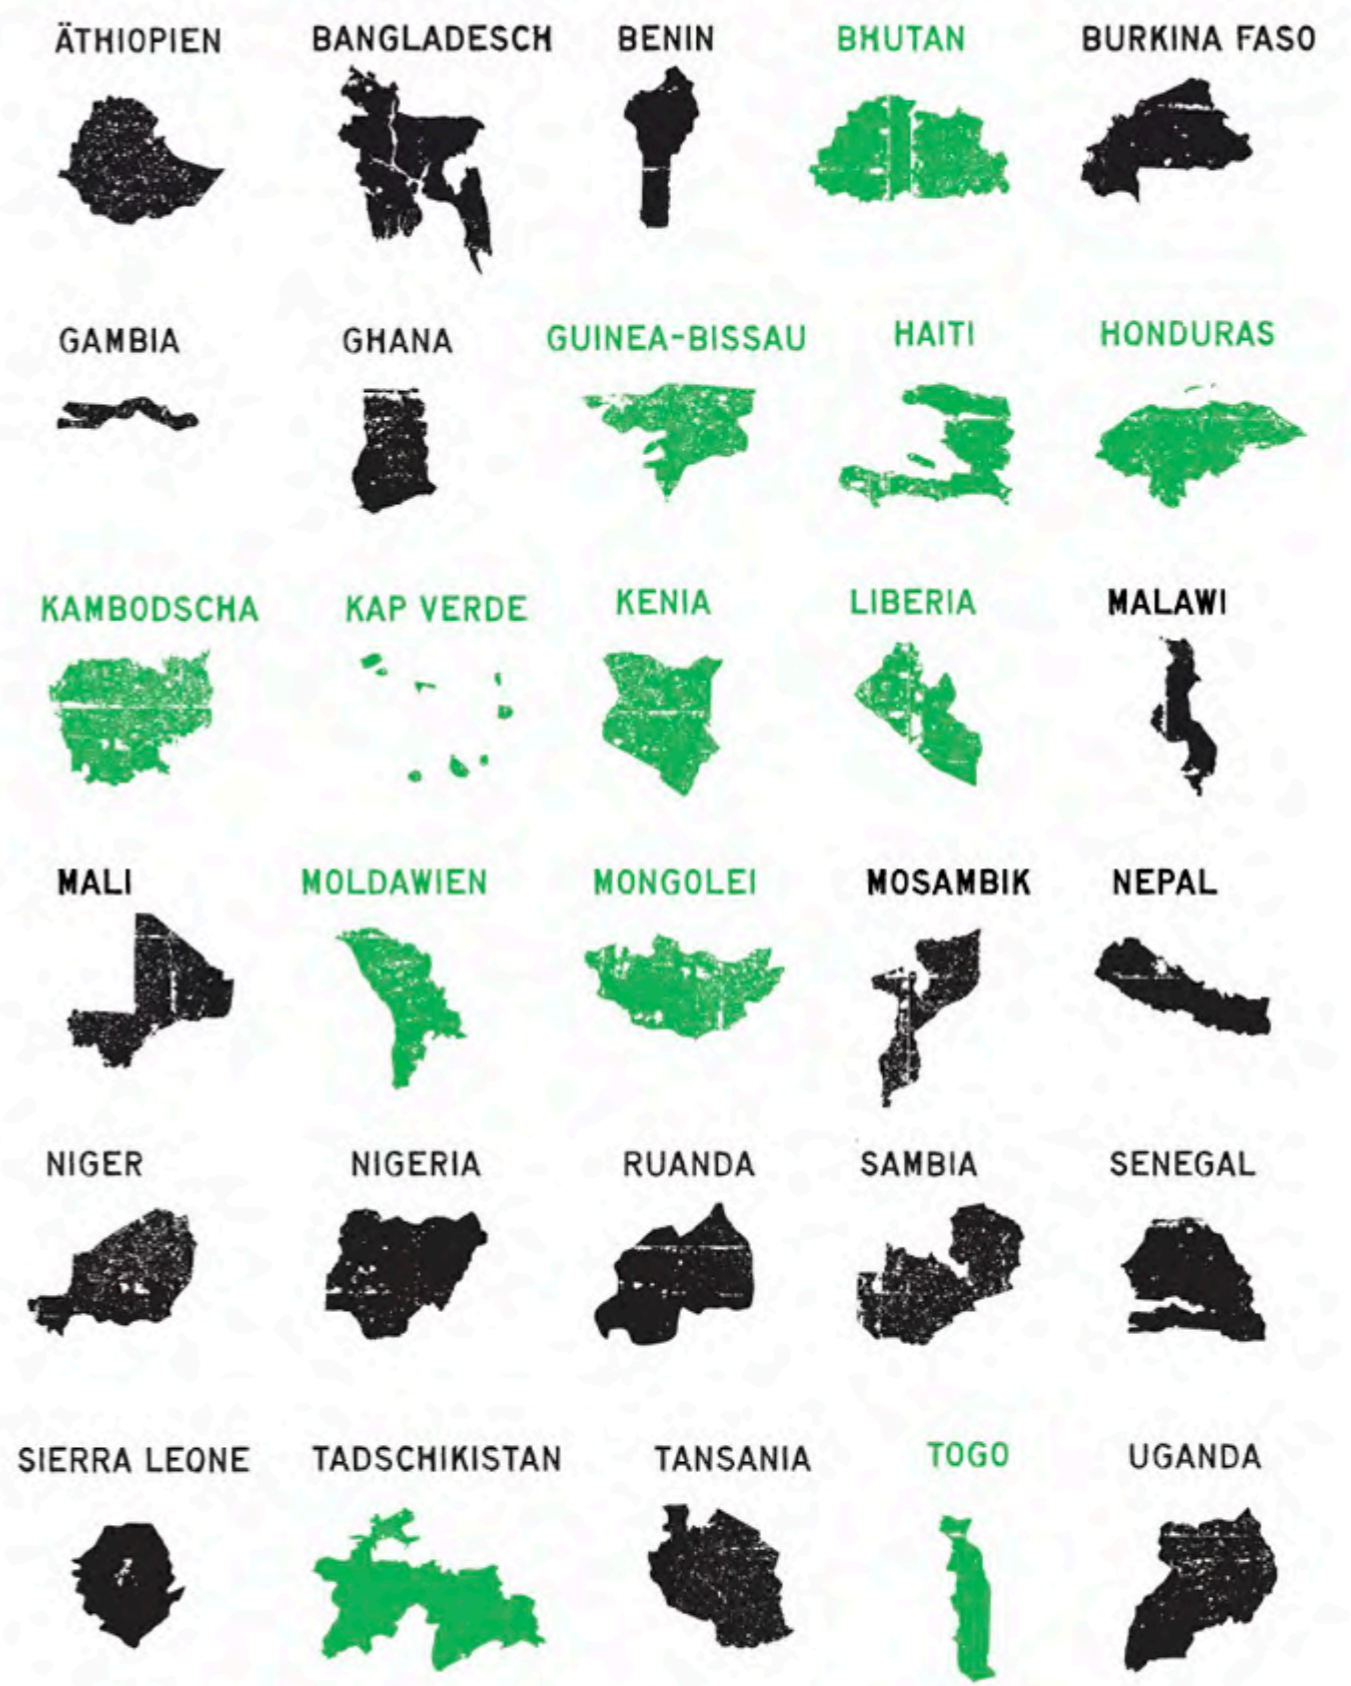 ÄTHIOPIEN
BANGLADESCH
BENIN
BHUTAN
BURKINA FASO
GAMBIA
GHANA
GUINEA-BISSAU
HAITI
HONDURAS
KAMBODSCHA
KAP VERDE
KENIA
LIBERIA
MALAWI
MALI
MOLDAWIEN
MONGOLEI
MOSAMBIK
NEPAL
NIGER
NIGERIA
RUANDA
SAMBIA
SENEGAL
SIERRA LEONE
TADSCHIKISTAN
TANSANIA
TOGO
UGANDA